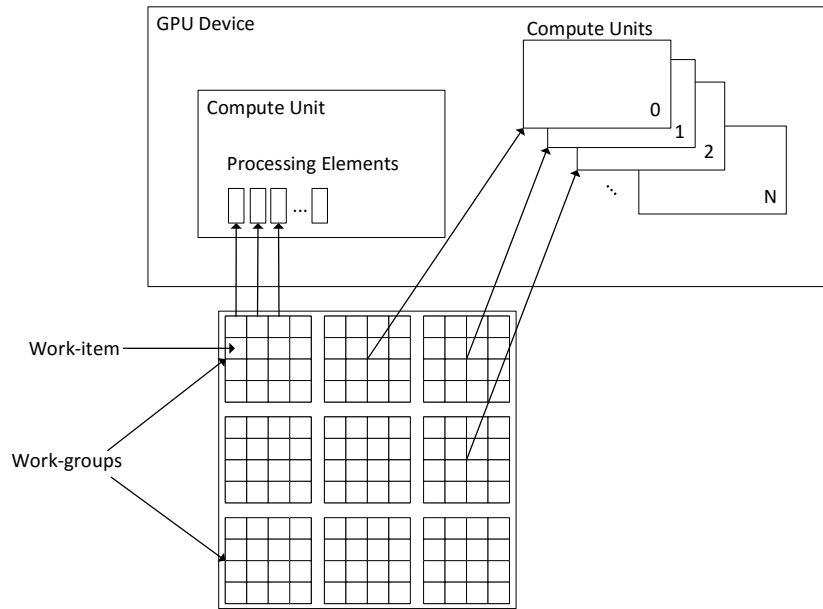 GPU Device
Compute Units
Compute Unit
Processing Elements
...
0
1
2
...
N
Work-item
Work-groups